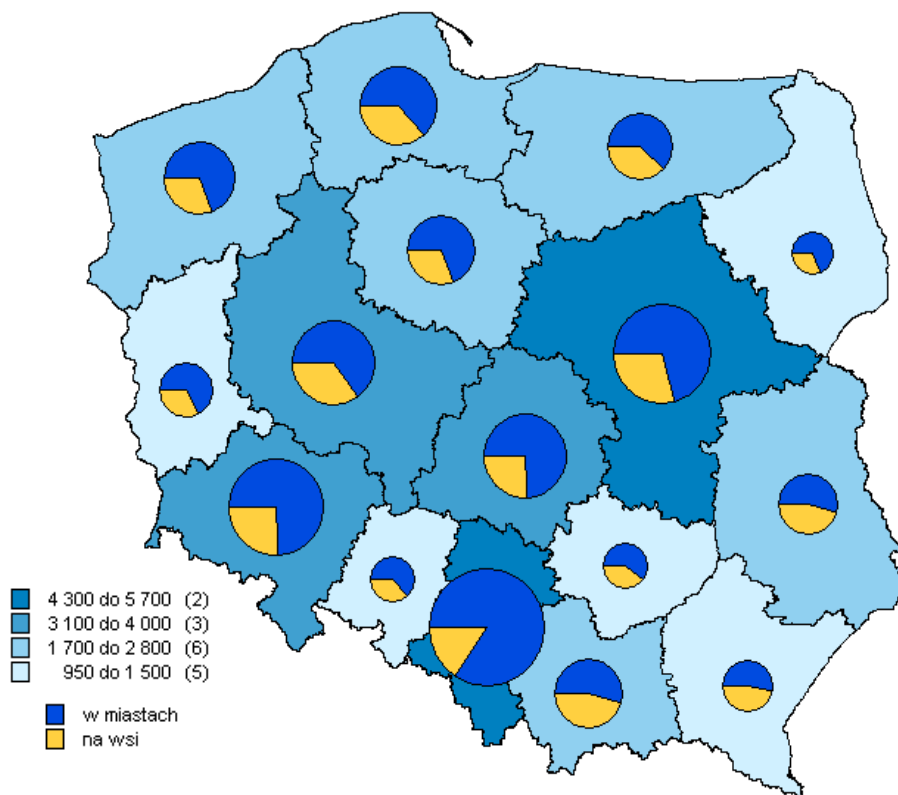 4 300 do 5 700 (2)
3 100 do 4 000 (3)
1 700 do 2 800 (6)
950 do 1 500 (5)
w miastach
na wsi